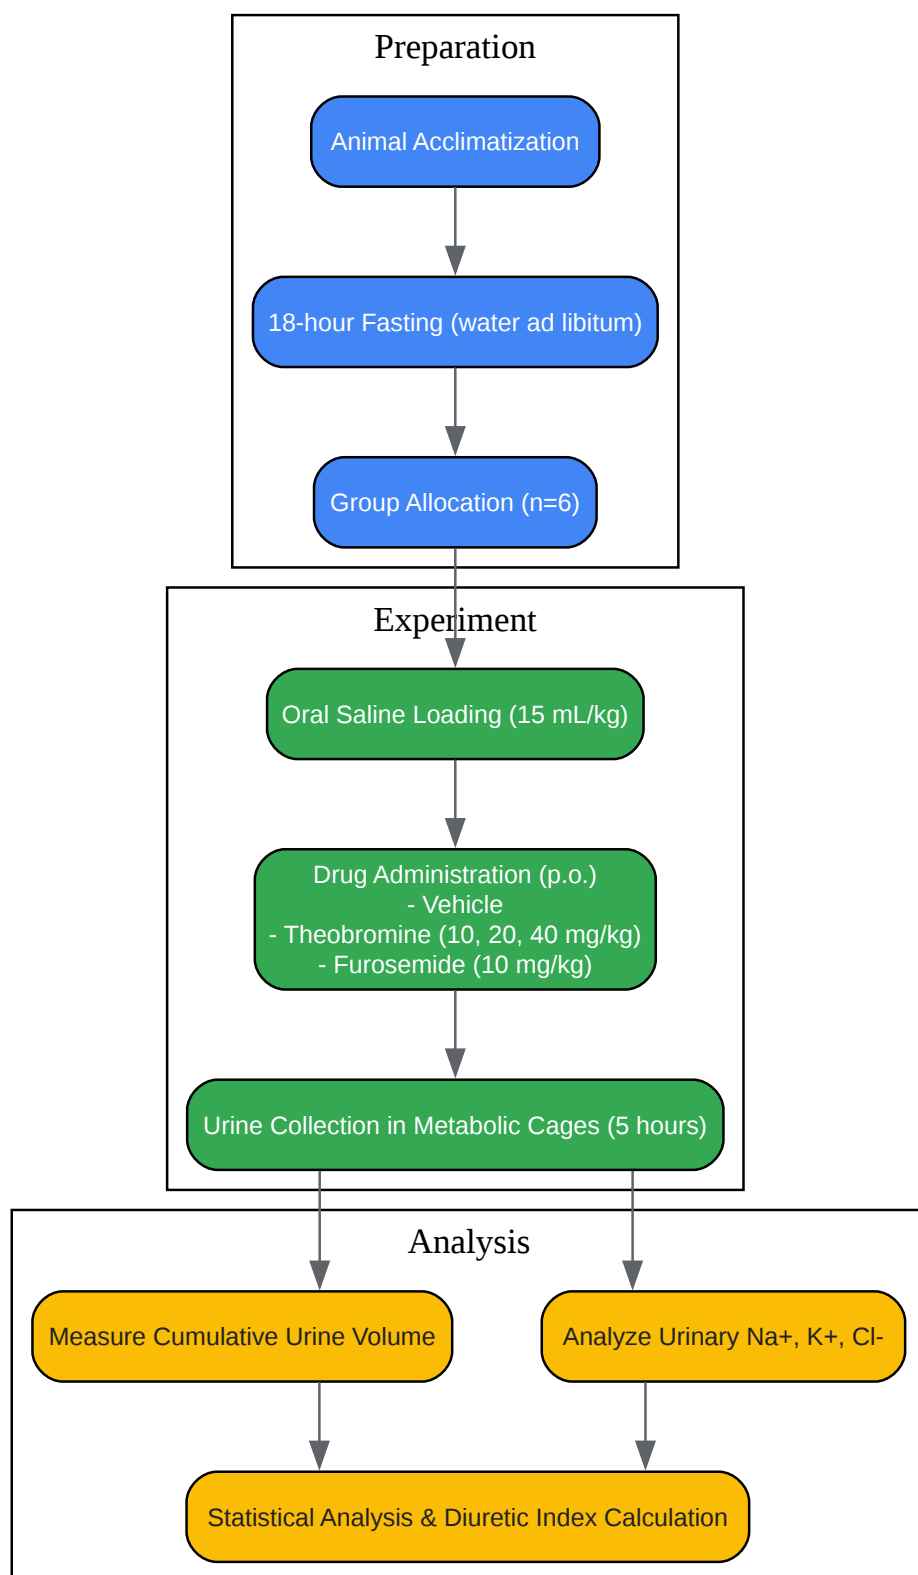 Preparation
Animal Acclimatization
18-hour Fasting (water ad libitum)
Group Allocation (n=6)
Experiment
Oral Saline Loading (15 mL/kg)
Drug Administration (p.o.)
- Vehicle
- Theobromine (10, 20, 40 mg/kg)
- Furosemide (10 mg/kg)
Urine Collection in Metabolic Cages (5 hours)
Analysis
Measure Cumulative Urine Volume
Analyze Urinary Na+, K+, Cl-
Statistical Analysis & Diuretic Index Calculation